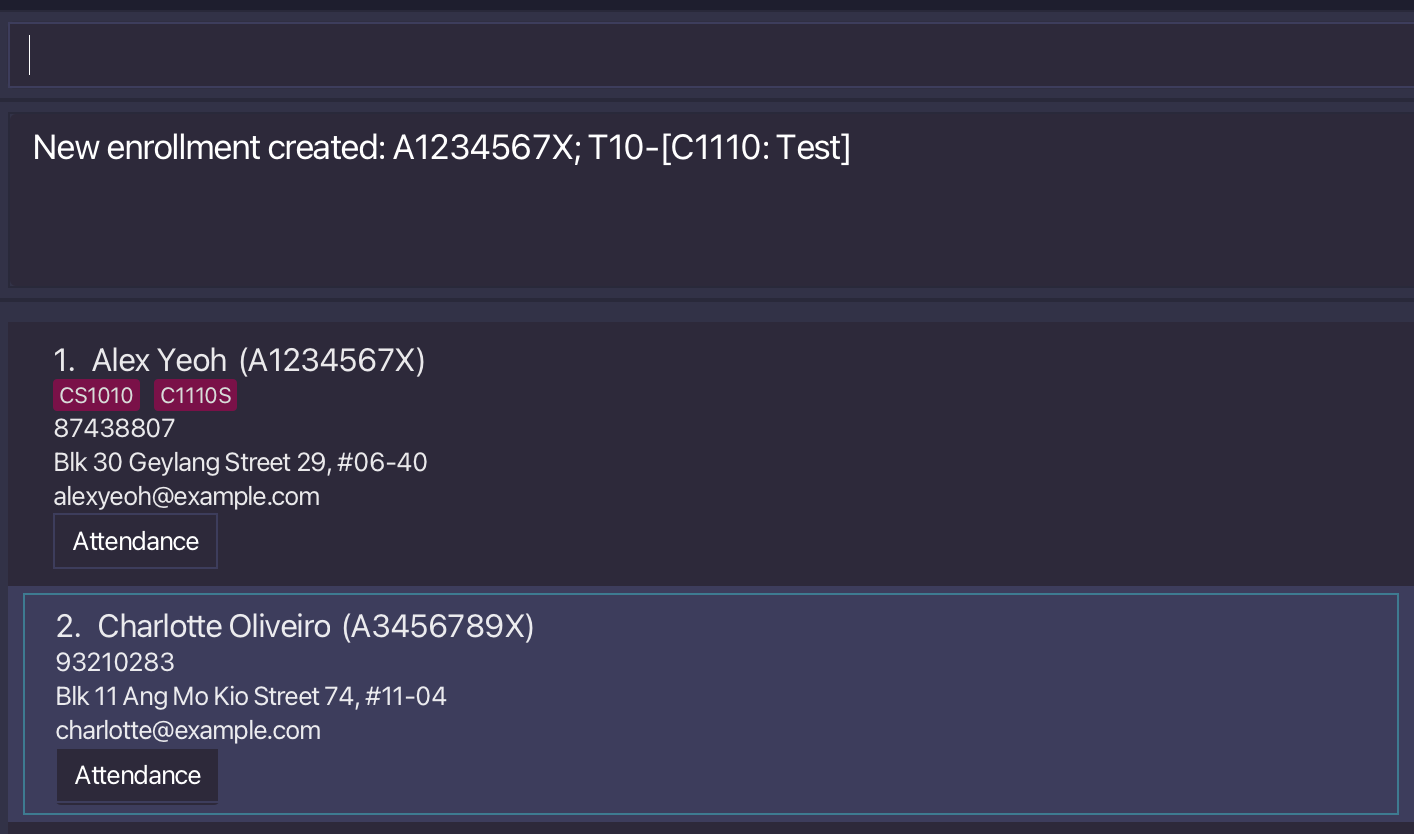 New enrollment created: A1234567X; T10-[C1110: Test]
1. Alex Yeoh (A1234567X)
CS1010 C1110S
87438807
Blk 30 Geylang Street 29, #06-40
alexyeoh@example.com
Attendance
2. Charlotte Oliveiro (A3456789X)
93210283
Blk 11 Ang Mo Kio Street 74, #11-04
charlotte@example.com
Attendance